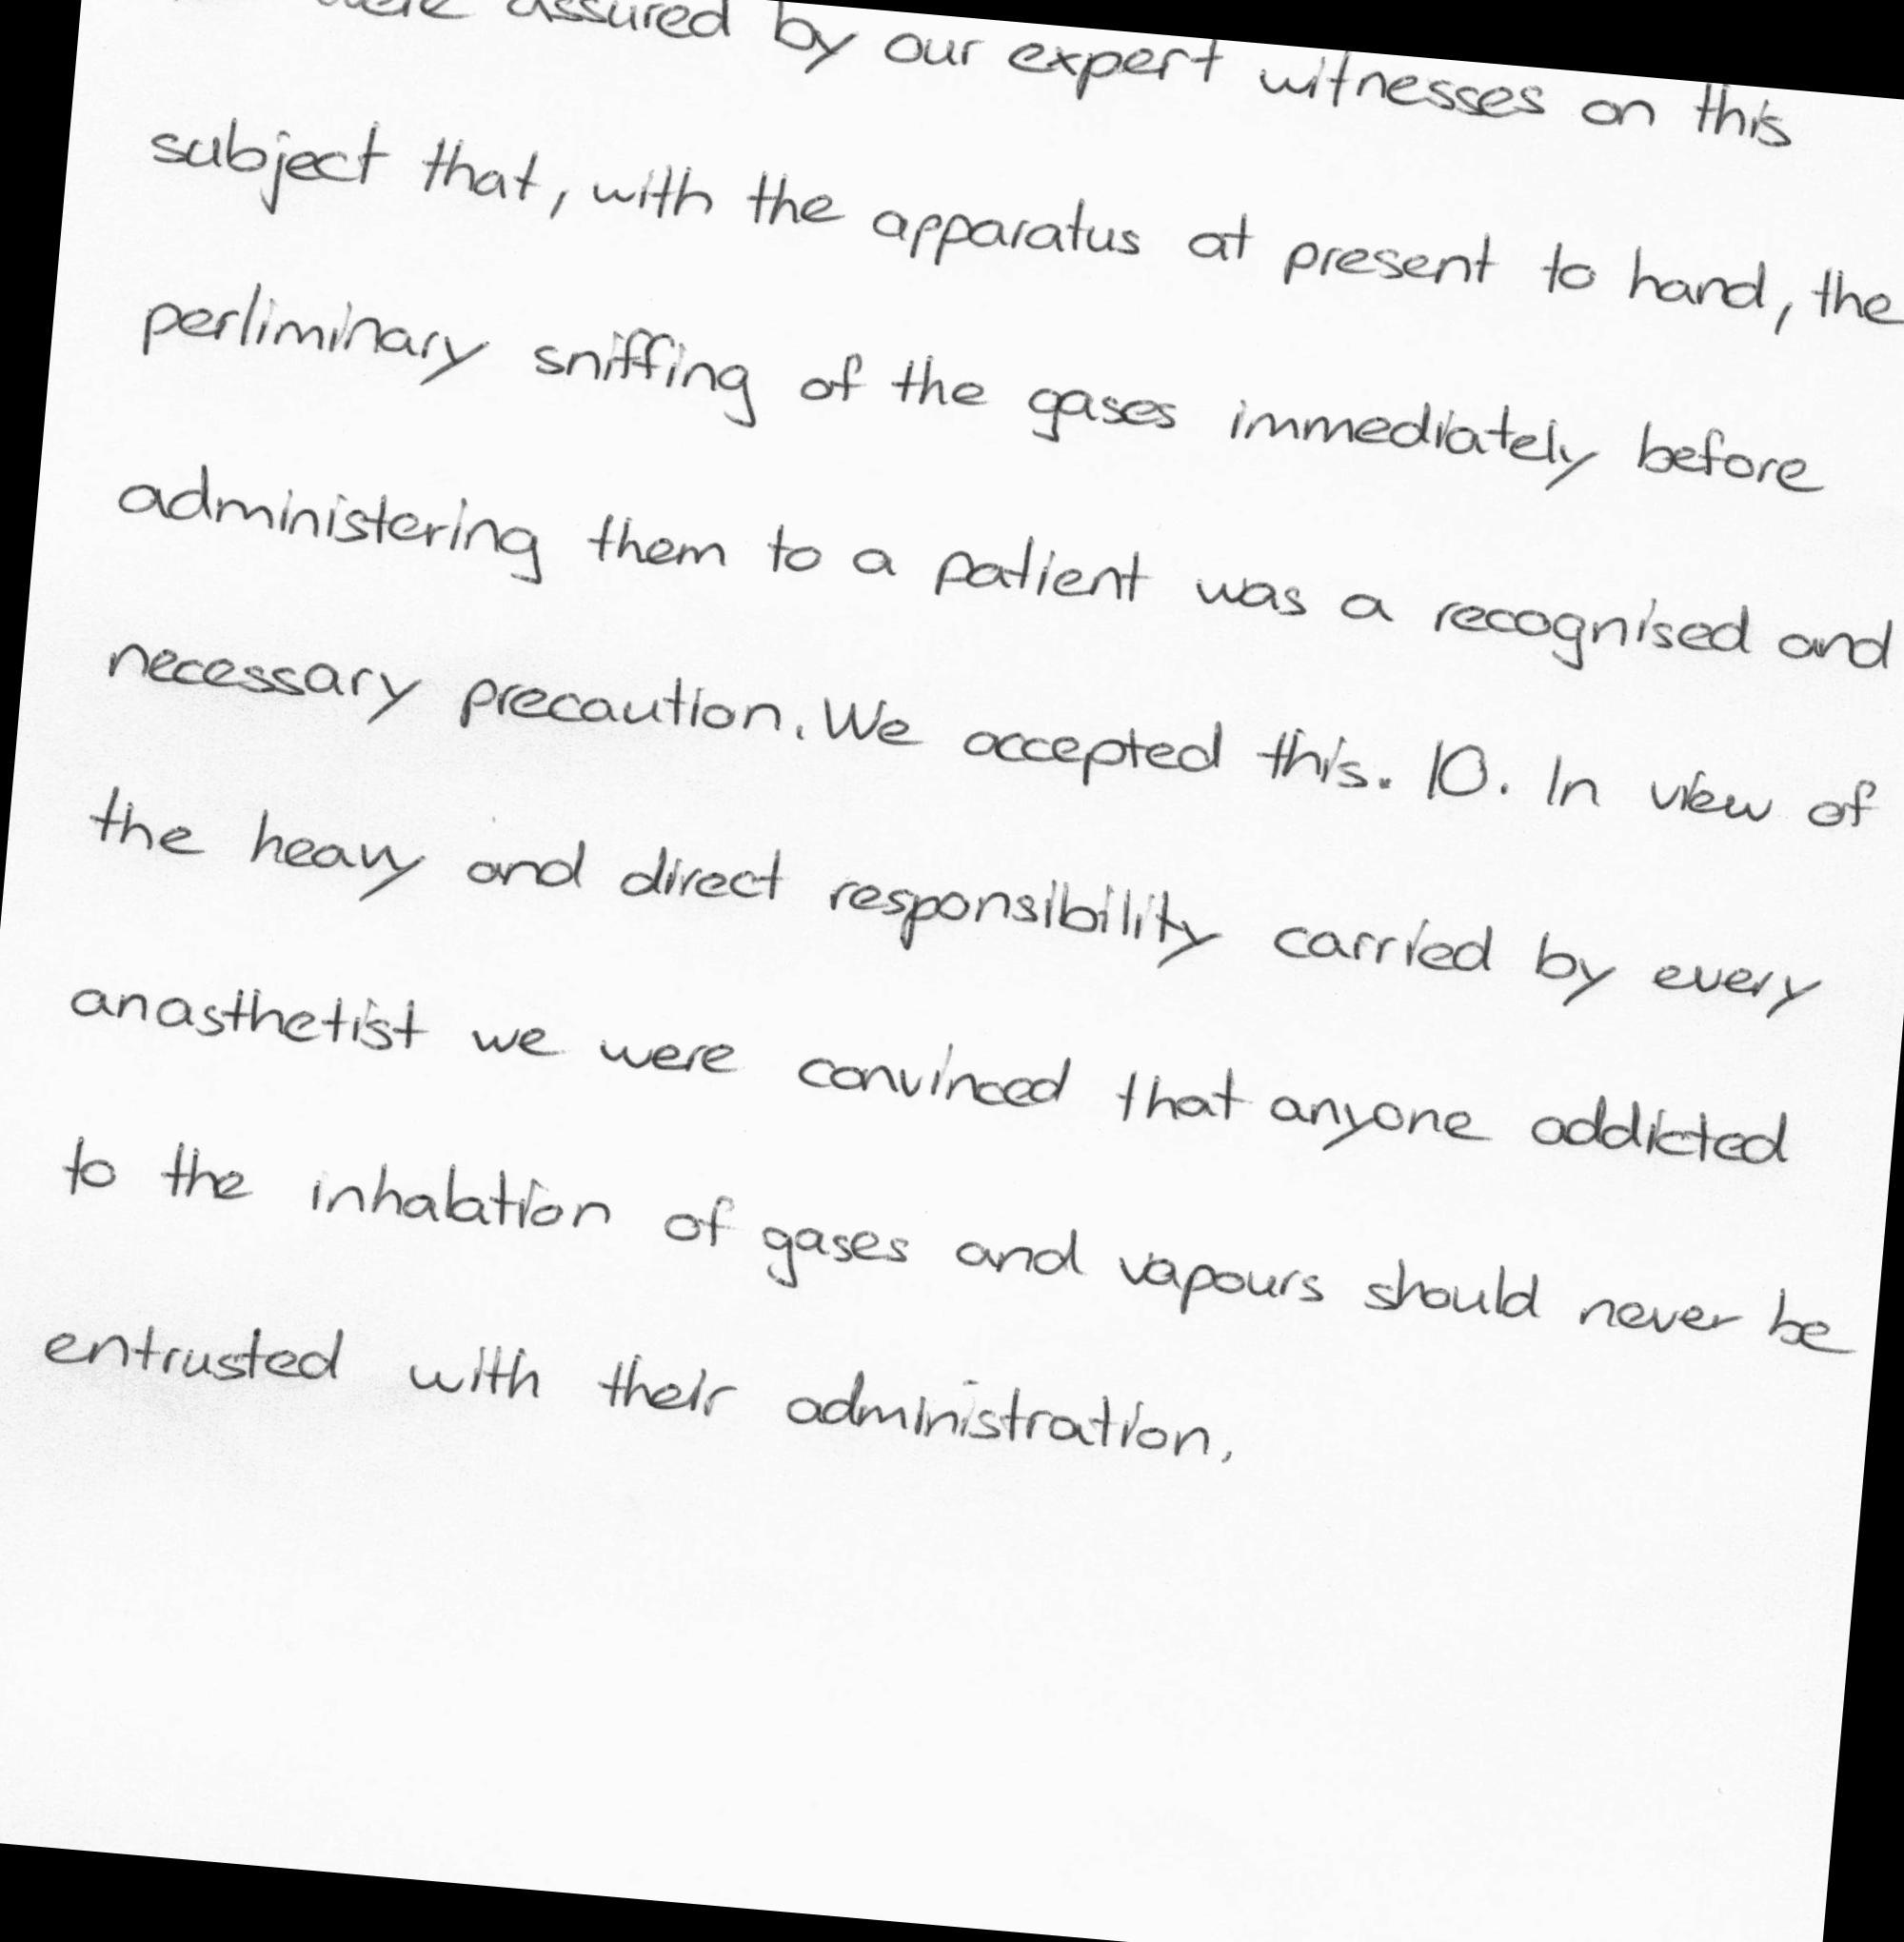 were assured by our expert witnesses on this
subject that, with the apparatus at present to hand, the
perliminary sniffing of the gases immediately before
administering them to a patient was a recognised and
necessary precaution. We accepted this. 10. In view of
the heavy and direct responsibility carried by every
anasthetist we were convinced that anyone addicted
to the inhalation of gases and vapours should never be
entrusted with their administration.